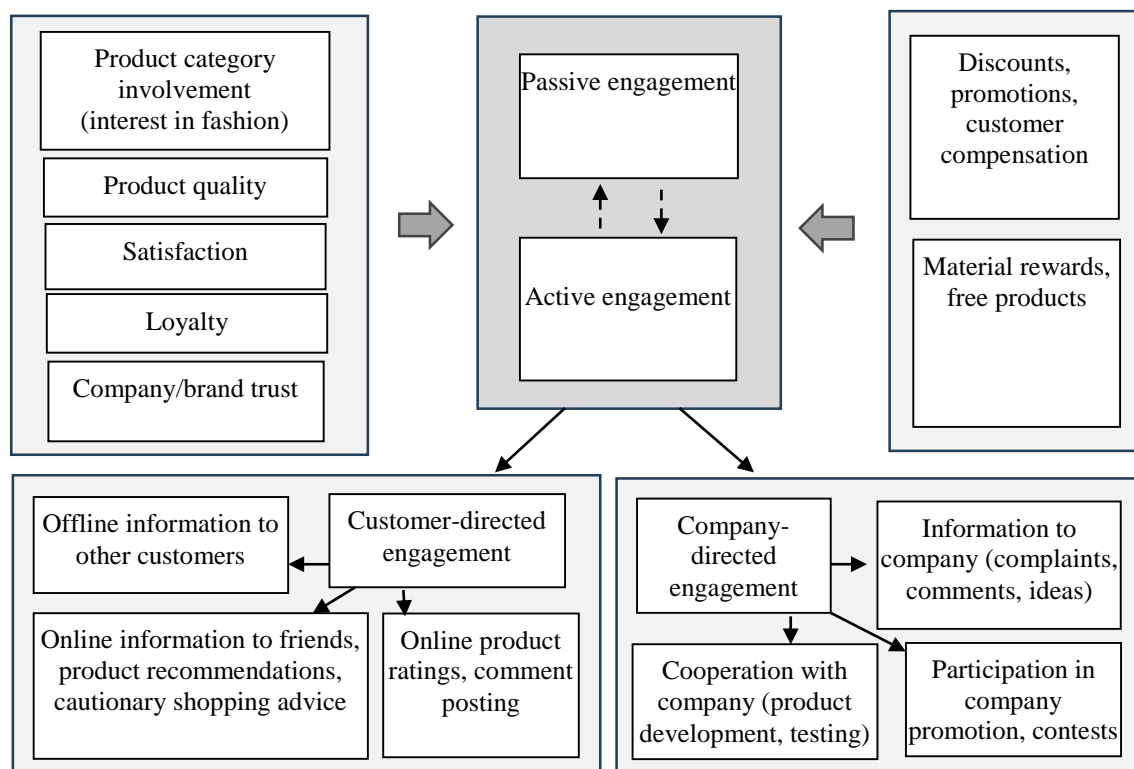 Product category
involvement
(interest in fashion)
Product quality
Satisfaction
Loyalty
Company/brand trust
Passive engagement
Active engagement
Discounts,
promotions,
customer
compensation
Material rewards,
free products
Offline information to
other customers
Customer-directed
engagement
Online information to friends,
product recommendations,
cautionary shopping advice
Online product
ratings, comment
posting
Company-
directed
engagement
Information to
company (complaints,
comments, ideas)
Cooperation with
company (product
development, testing)
Participation in
company
promotion, contests